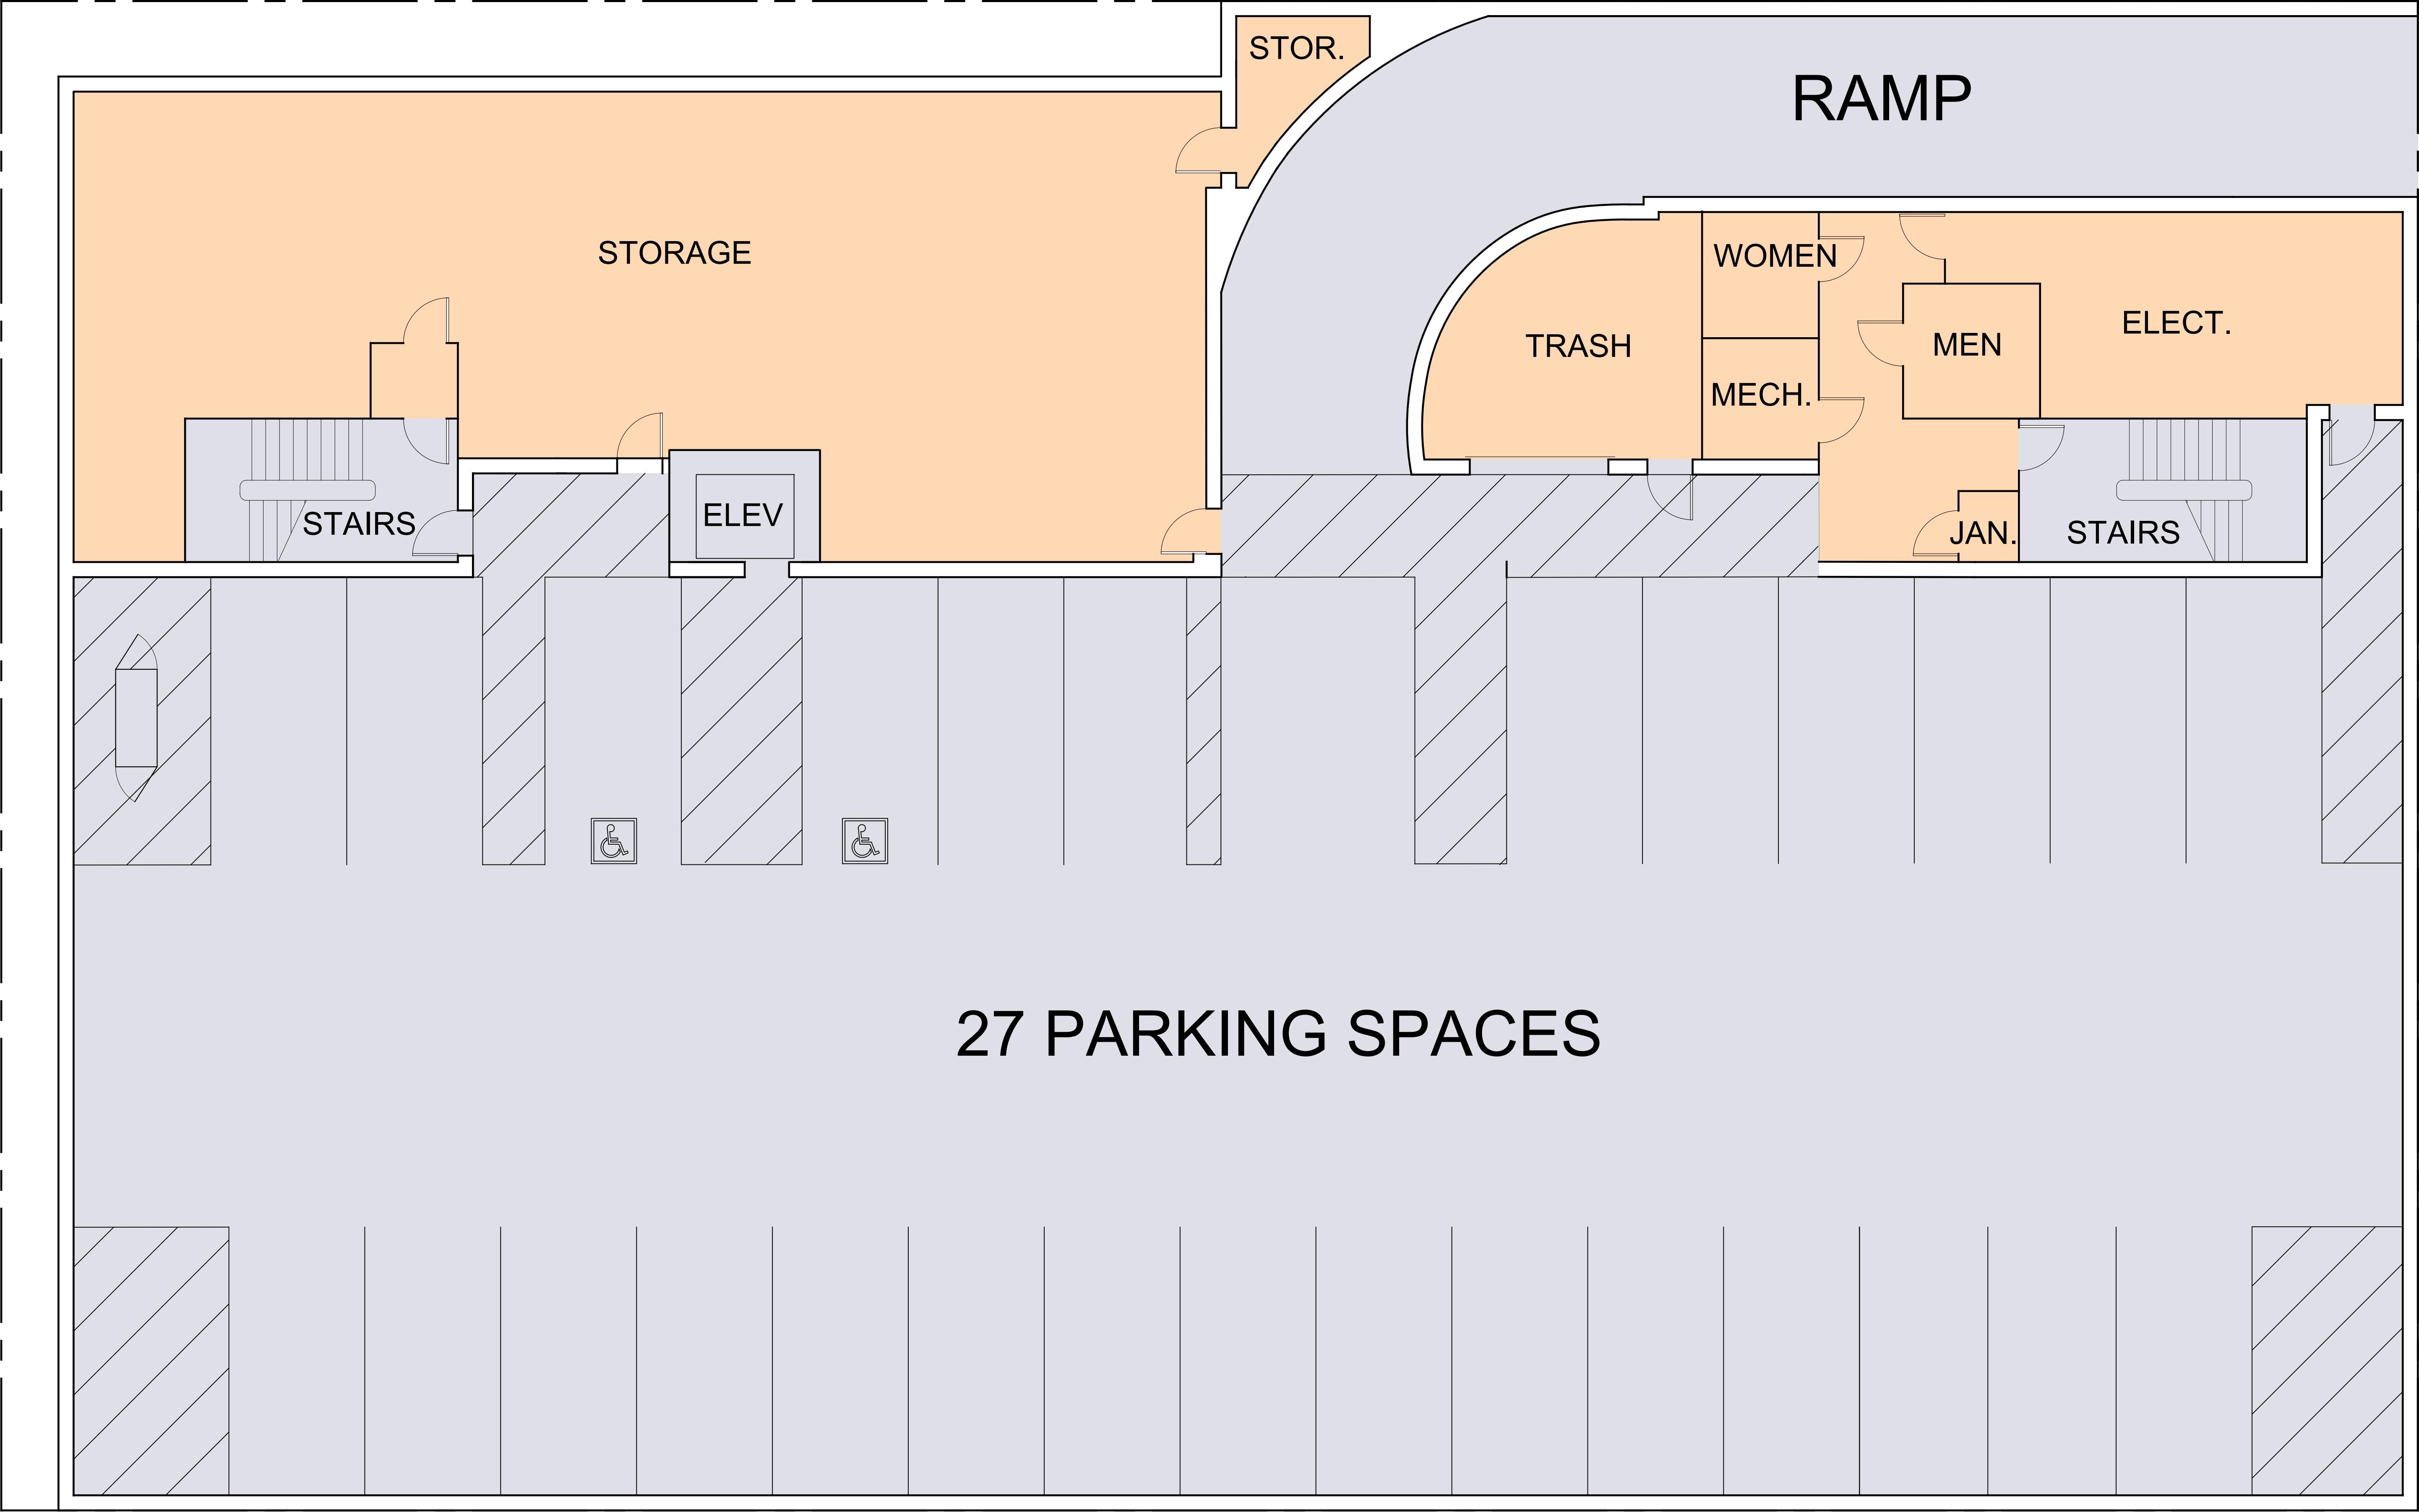 STOR.
RAMP
STORAGE
WOMEN
TRASH
MEN
ELECT.
MECH.
ELEV
STAIRS
JAN.
STAIRS
27 PARKING SPACES